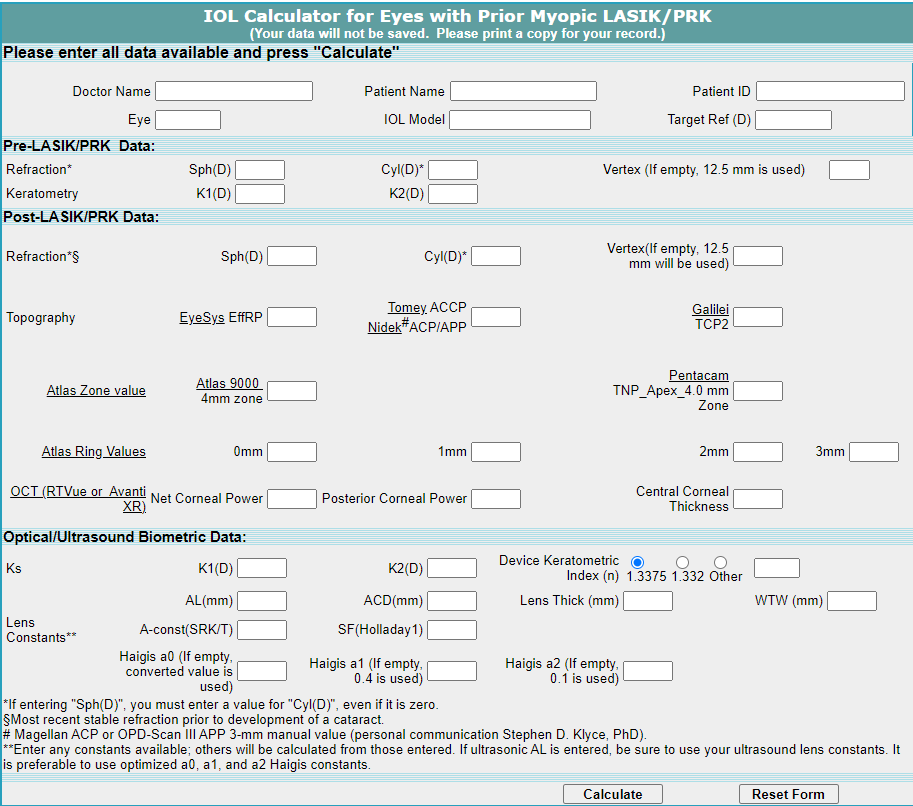 IOL Calculator for Eyes with Prior Myopic LASIK/PRK
(Your data will not be saved. Please print a copy for your record.)
Please enter all data available and press "Calculate"
Doctor Name Patient Name Patient ID
Eye IOL Model Target Ref (D)
Pre-LASIK/PRK Data:
Refraction* Sph(D) Cyl(D)* Vertex (If empty, 12.5 mm is used)
Keratometry K1(D) K2(D)
Post-LASIK/PRK Data:
Refraction*§ Sph(D) Cyl(D)* Vertex(If empty, 12.5
mm will be used)
Topography EyeSys EffRP Tomey ACCP
Nidek#ACP/APP
Galilei
TCP2
Atlas Zone value Atlas 9000
4mm zone
Pentacam
TNP_Apex_4.0 mm
Zone
Atlas Ring Values 0mm 1mm 2mm 3mm
OCT (RTVue or Avanti
XR)
Net Corneal Power Posterior Corneal Power Central Corneal
Thickness
Optical/Ultrasound Biometric Data:
Ks K1(D) K2(D) Device Keratometric
Index (n) 1.3375 1.332 Other
AL(mm) ACD(mm) Lens Thick (mm) WTW (mm)
Lens
Constants**
A-const(SRK/T) SF(Holladay1)
Haigis a0 (If empty,
converted value is
used)
Haigis a1 (If empty,
0.4 is used)
Haigis a2 (If empty,
0.1 is used)
*If entering "Sph(D)", you must enter a value for "Cyl(D)", even if it is zero.
§Most recent stable refraction prior to development of a cataract.
# Magellan ACP or OPD-Scan III APP 3-mm manual value (personal communication Stephen D. Klyce, PhD).
**Enter any constants available; others will be calculated from those entered. If ultrasonic AL is entered, be sure to use your ultrasound lens constants. It
is preferable to use optimized a0, a1, and a2 Haigis constants.
Calculate Reset Form